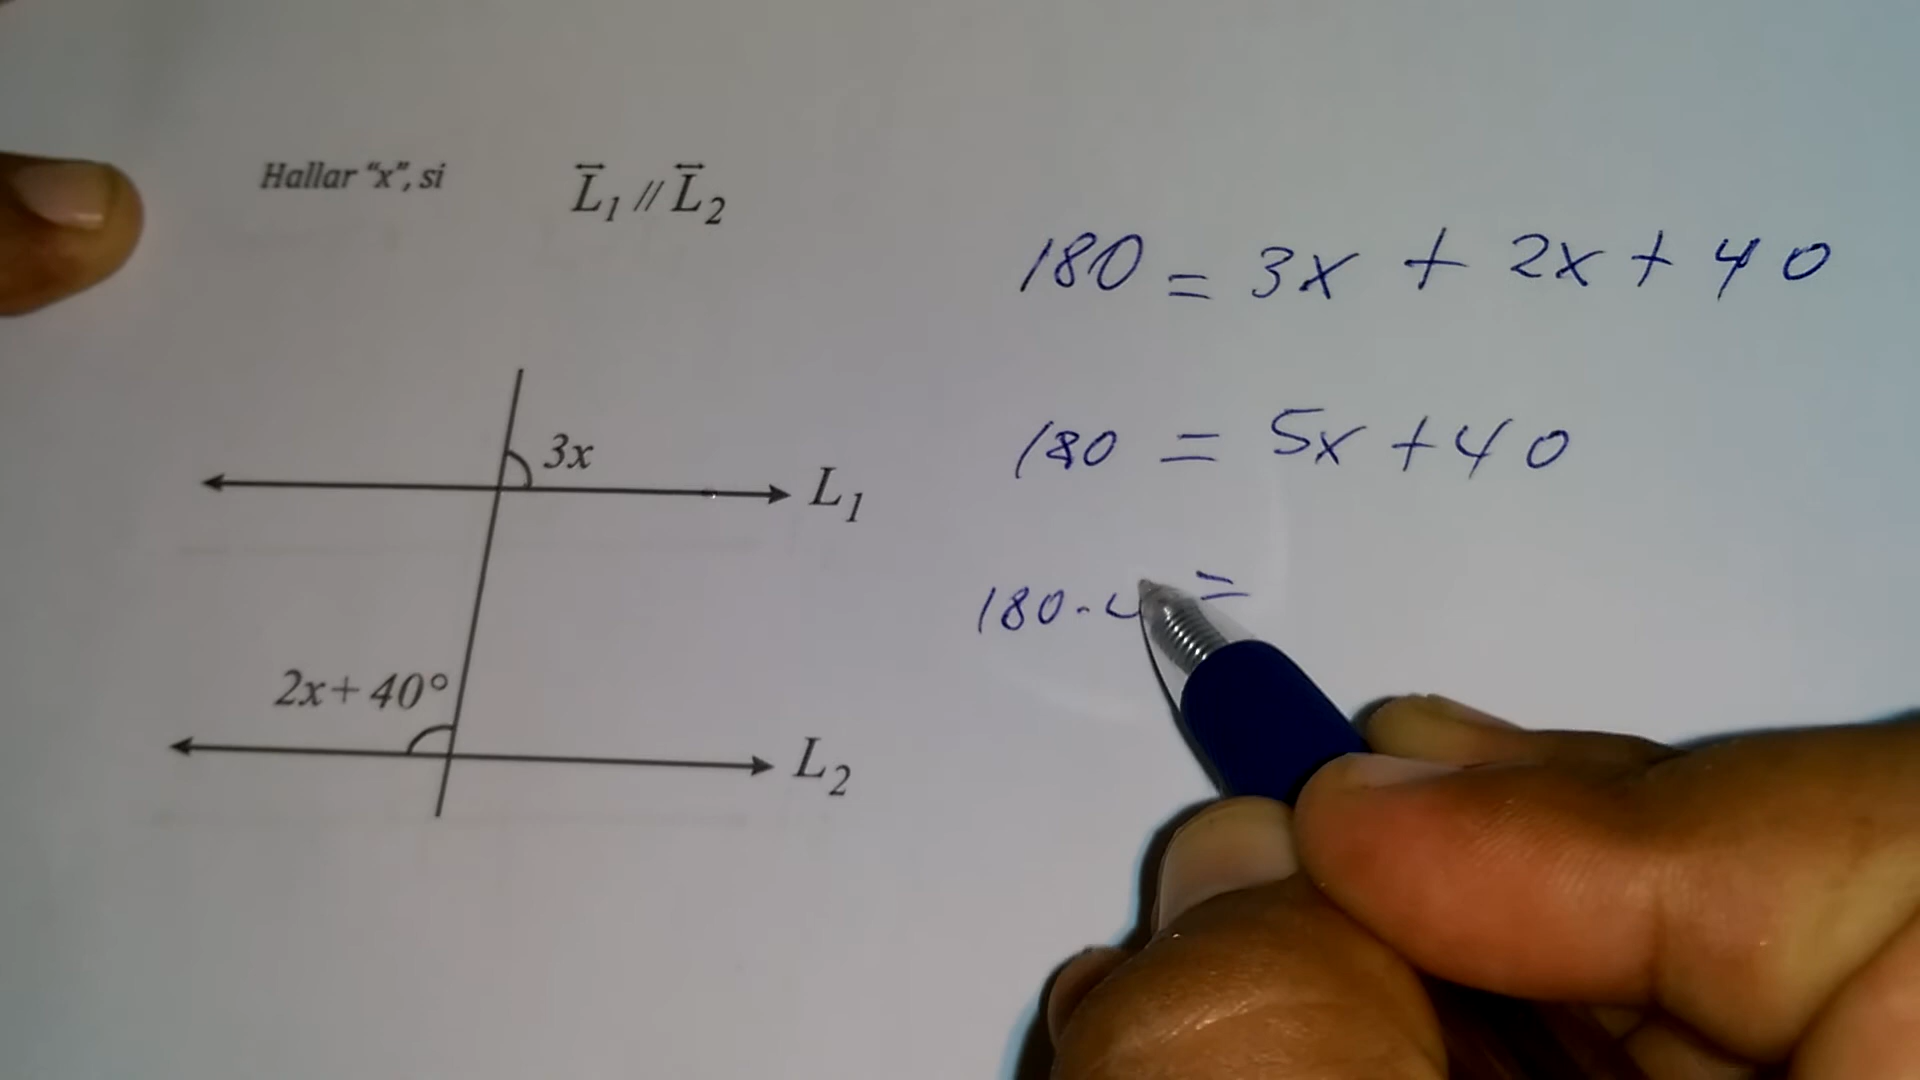 Hallar "x", si L₁ // L₂
3x
L₁
2x+40°
L₂
180 = 3x + 2x + 40
180 = 5x + 40
180 - =